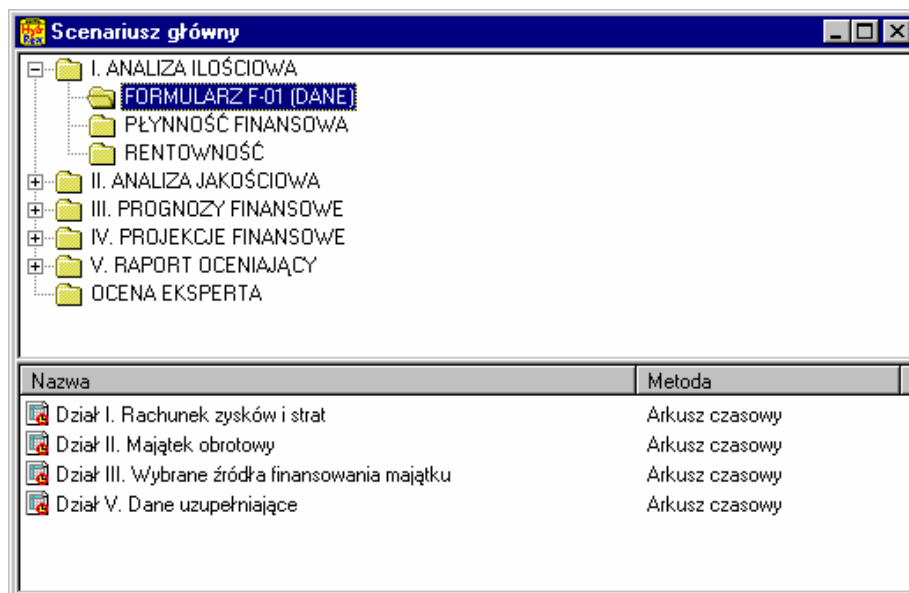 Scenariusz główny
I. ANALIZA ILOŚCIOWA
FORMULARZ F-01 (DANE)
PŁYNNOŚĆ FINANSOWA
RENTOWNOŚĆ
II. ANALIZA JAKOŚCIOWA
III. PROGNOZY FINANSOWE
IV. PROJEKCJE FINANSOWE
V. RAPORT OCENIAJĄCY
OCENA EKSPERTA
Nazwa Metoda
Dział I. Rachunek zysków i strat Arkusz czasowy
Dział II. Majątek obrotowy Arkusz czasowy
Dział III. Wybrane źródła finansowania majątku Arkusz czasowy
Dział V. Dane uzupełniające Arkusz czasowy